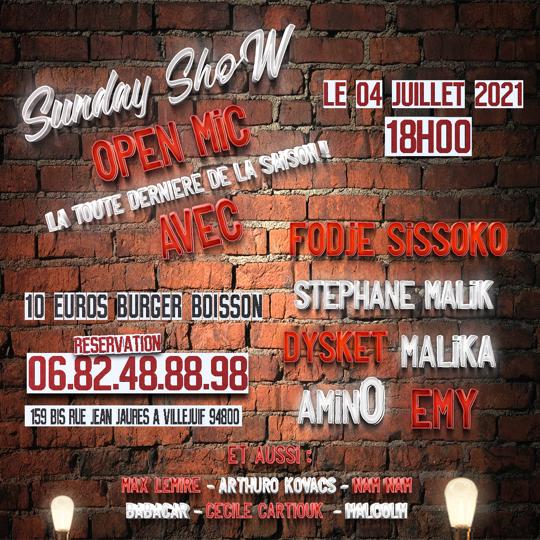 Sunday Show
OPEN MiC
LA TOUTE DERNIERE DE LA SAISON !
AVEC
LE 04 JUILLET 2021
18H00
FODJE SiSSOKO
STEPHANE MALiK
DYSKET MALiKA
AMiNO EMY
10 EUROS BURGER BOISSON
RESERVATION
06.82.48.88.98
159 BIS RUE JEAN JAURES A VILLEJUIF 94800
ET AUSSI :
MAX LEMIRE - ARTHURO KOVACS - NAM NAM
BABACAR - CECILE CARTIOUX - MALCOLM